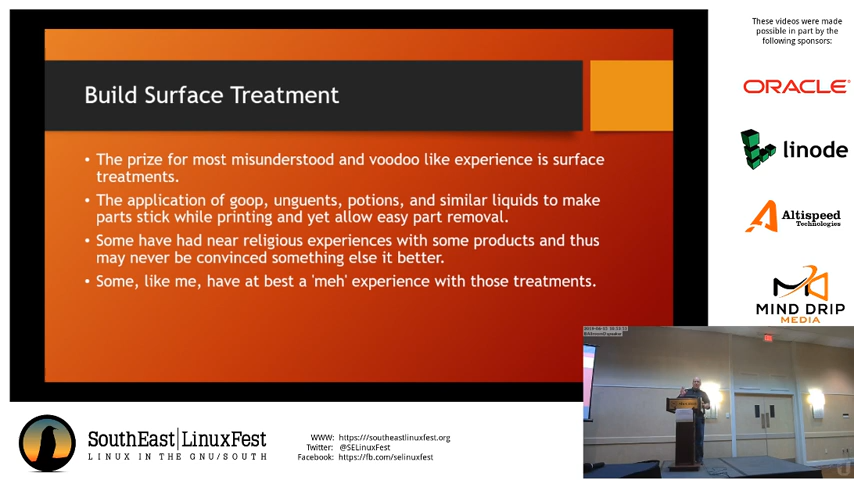 These videos were made
possible in part by the
following sponsors:
ORACLE
linode
Altispeed
Technologies
MIND DRIP
MEDIA
Build Surface Treatment
• The prize for most misunderstood and voodoo like experience is surface
treatments.
• The application of goop, unguents, potions, and similar liquids to make
parts stick while printing and yet allow easy part removal.
• Some have had near religious experiences with some products and thus
may never be convinced something else it better.
• Some, like me, have at best a 'meh' experience with those treatments.
SouthEast|LinuxFest
LINUX IN THE GNU/SOUTH
WWW: https:///southeastlinuxfest.org
Twitter: @SELinuxFest
Facebook: https://fb.com/selinuxfest